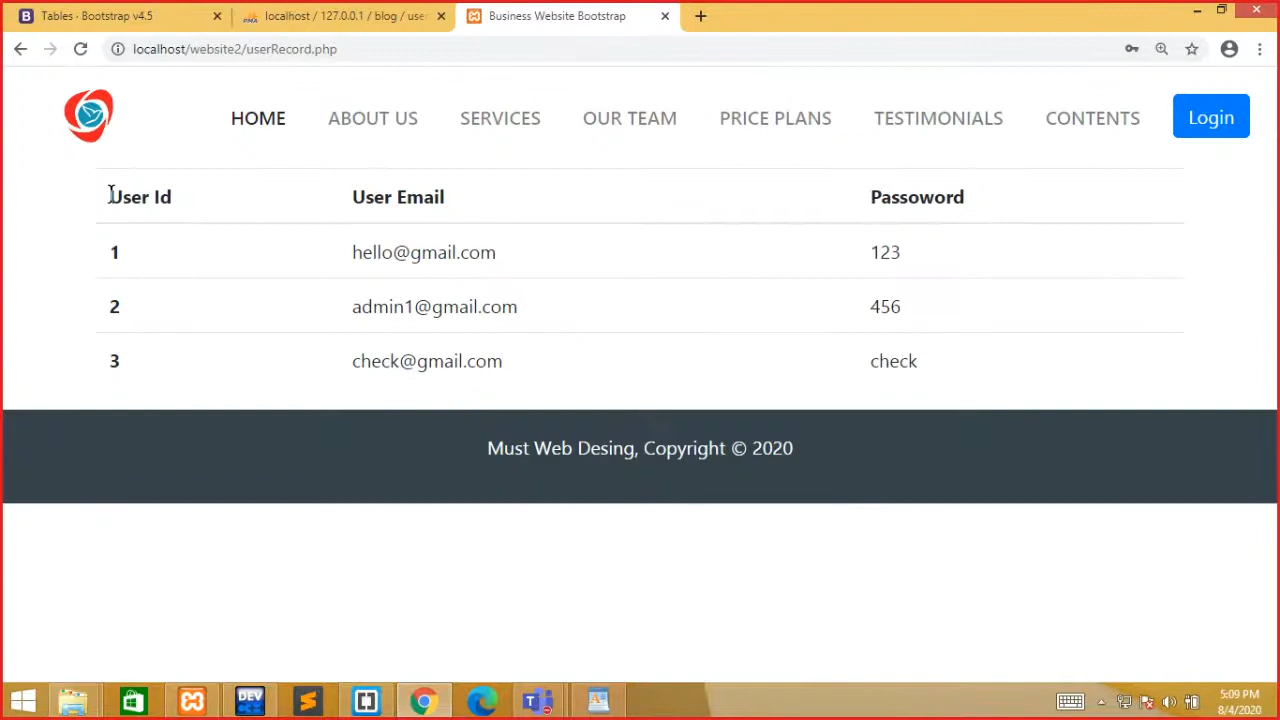 Tables - Bootstrap v4.5
localhost / 127.0.0.1 / blog / user
Business Website Bootstrap
localhost/website2/userRecord.php
HOME ABOUT US SERVICES OUR TEAM PRICE PLANS TESTIMONIALS CONTENTS Login
User Id User Email Passoword
1 hello@gmail.com 123
2 admin1@gmail.com 456
3 check@gmail.com check
Must Web Desing, Copyright © 2020
DEV
5:09 PM
8/4/2020